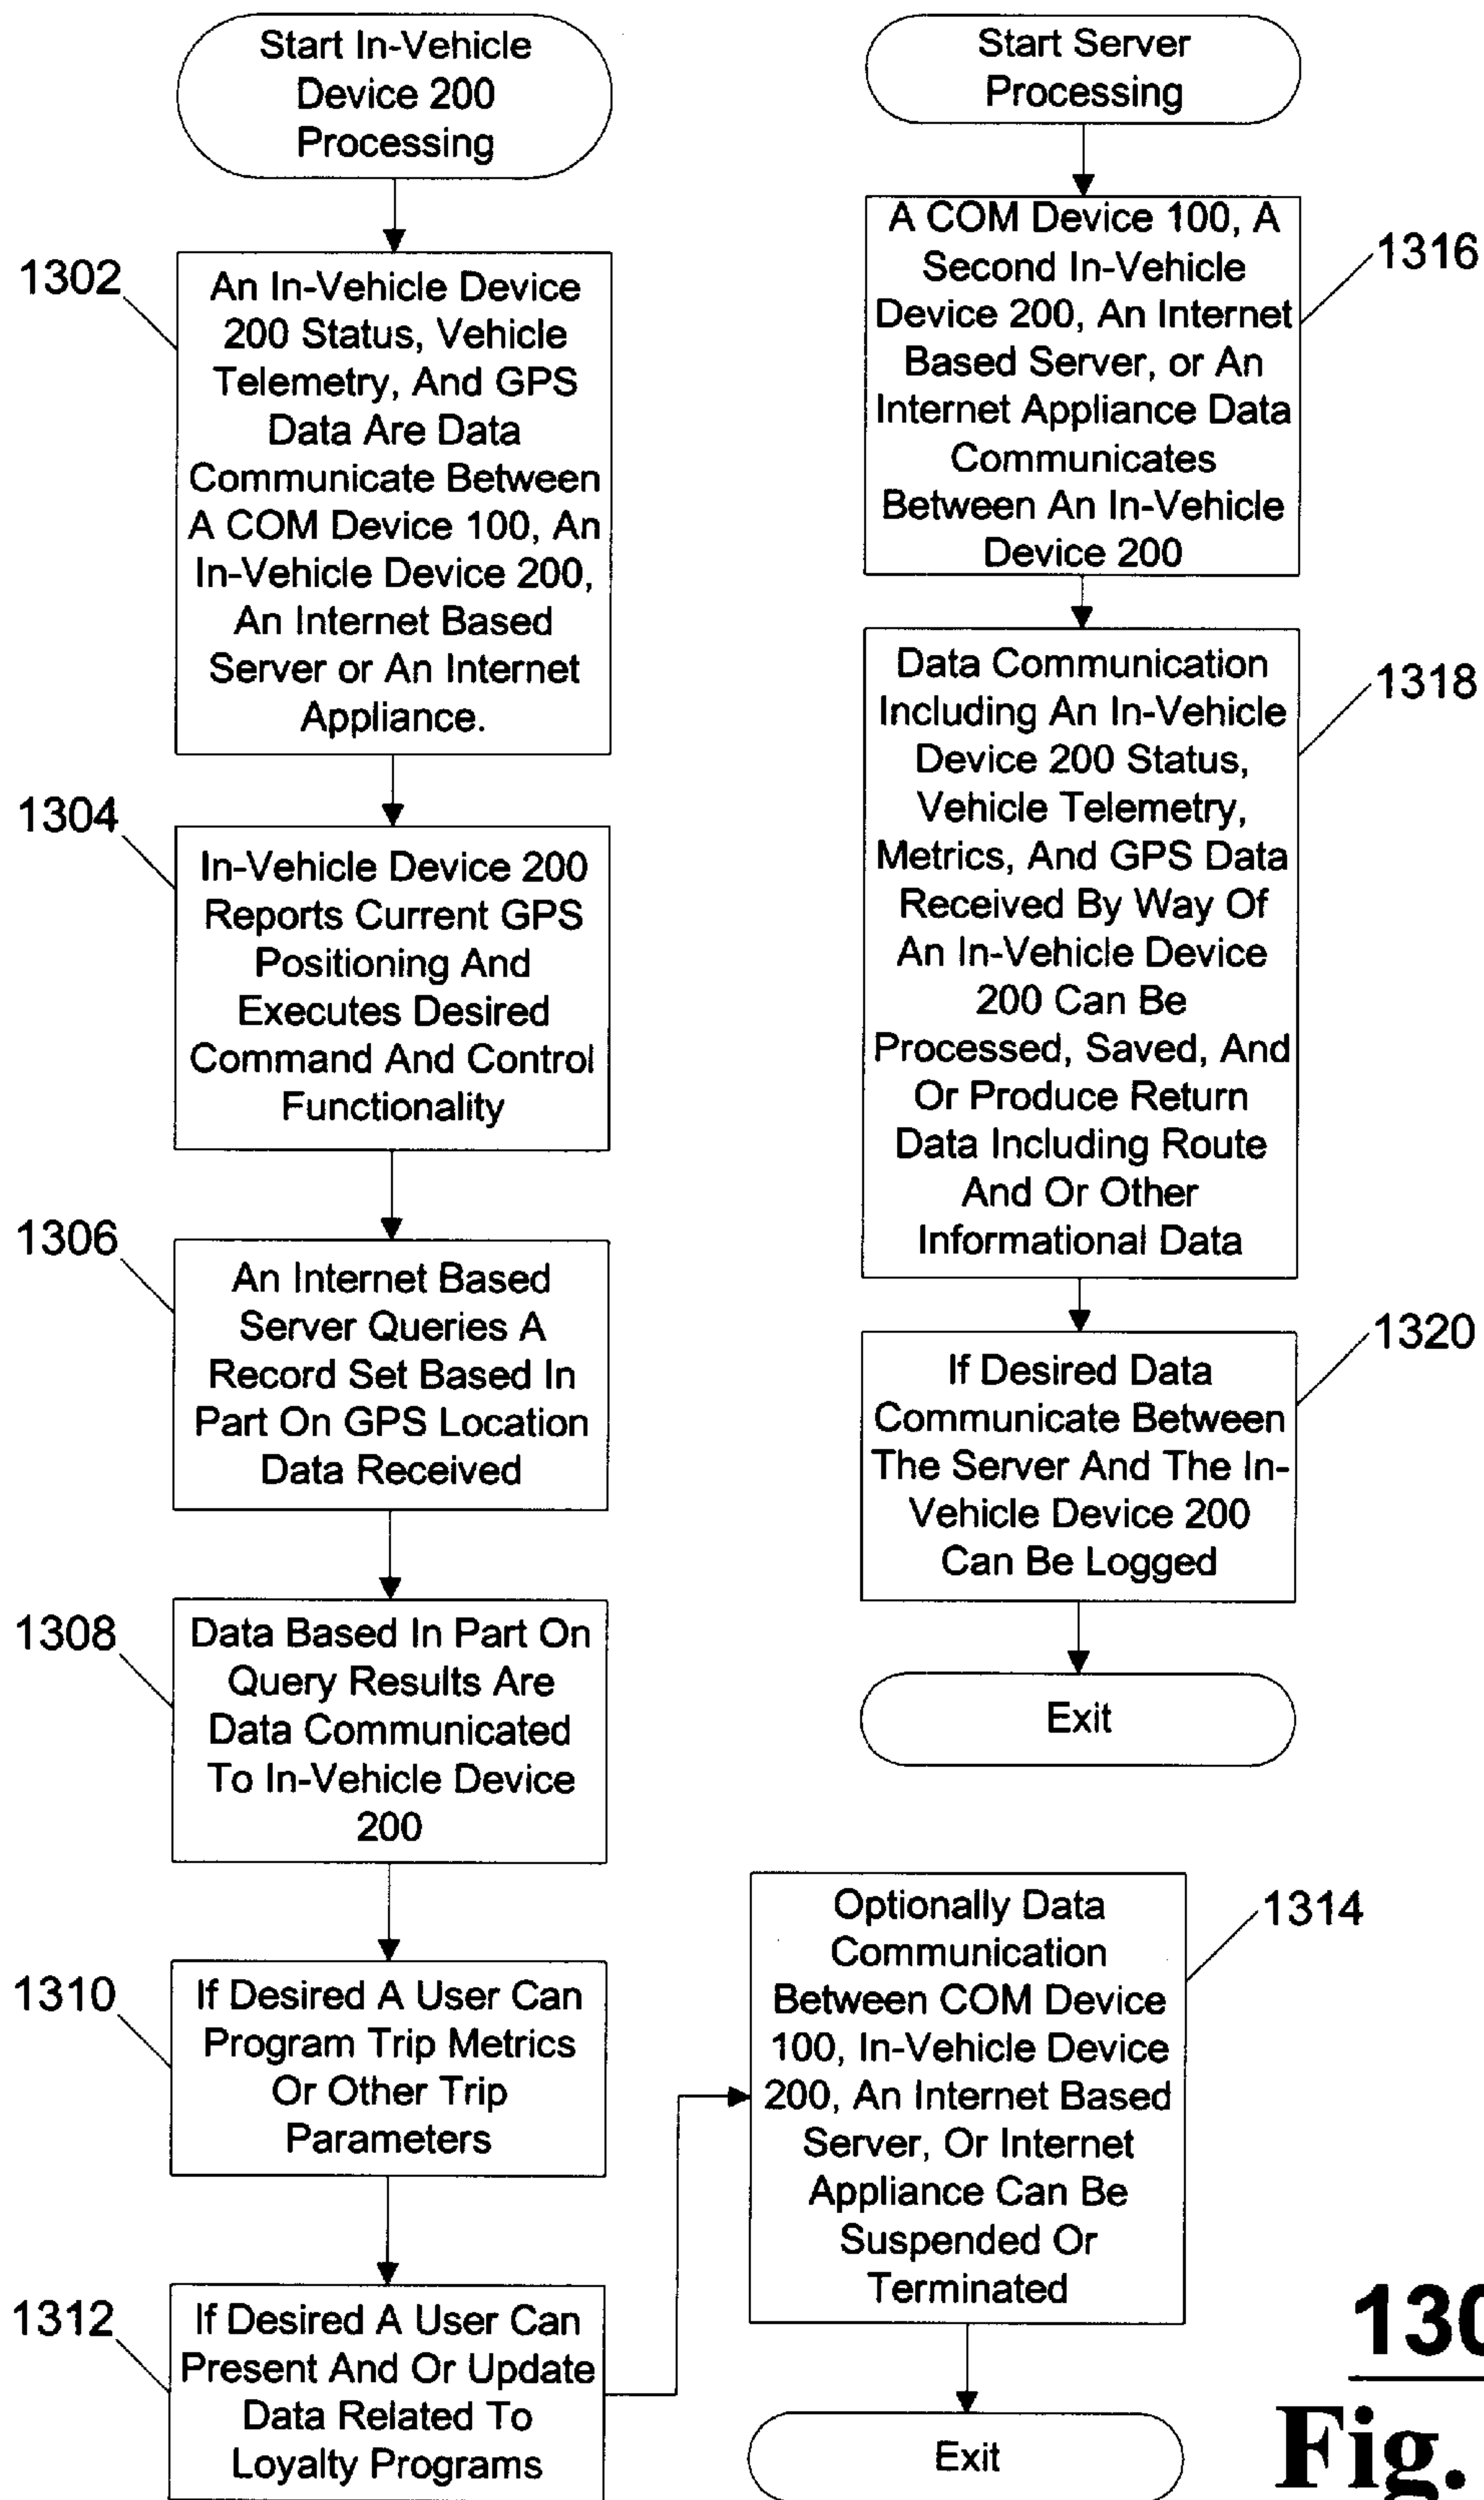 Start In-Vehicle
Device 200
Processing
1302
An In-Vehicle Device
200 Status, Vehicle
Telemetry, And GPS
Data Are Data
Communicate Between
A COM Device 100, An
In-Vehicle Device 200,
An Internet Based
Server or An Internet
Appliance.
1304
In-Vehicle Device 200
Reports Current GPS
Positioning And
Executes Desired
Command And Control
Functionality
1306
An Internet Based
Server Queries A
Record Set Based In
Part On GPS Location
Data Received
1308
Data Based In Part On
Query Results Are
Data Communicated
To In-Vehicle Device
200
1310
If Desired A User Can
Program Trip Metrics
Or Other Trip
Parameters
1312
If Desired A User Can
Present And Or Update
Data Related To
Loyalty Programs
1314
Optionally Data
Communication
Between COM Device
100, In-Vehicle Device
200, An Internet Based
Server, Or Internet
Appliance Can Be
Suspended Or
Terminated
Exit
Start Server
Processing
1316
A COM Device 100, A
Second In-Vehicle
Device 200, An Internet
Based Server, or An
Internet Appliance Data
Communicates
Between An In-Vehicle
Device 200
1318
Data Communication
Including An In-Vehicle
Device 200 Status,
Vehicle Telemetry,
Metrics, And GPS Data
Received By Way Of
An In-Vehicle Device
200 Can Be
Processed, Saved, And
Or Produce Return
Data Including Route
And Or Other
Informational Data
1320
If Desired Data
Communicate Between
The Server And The In-
Vehicle Device 200
Can Be Logged
Exit
Fig.